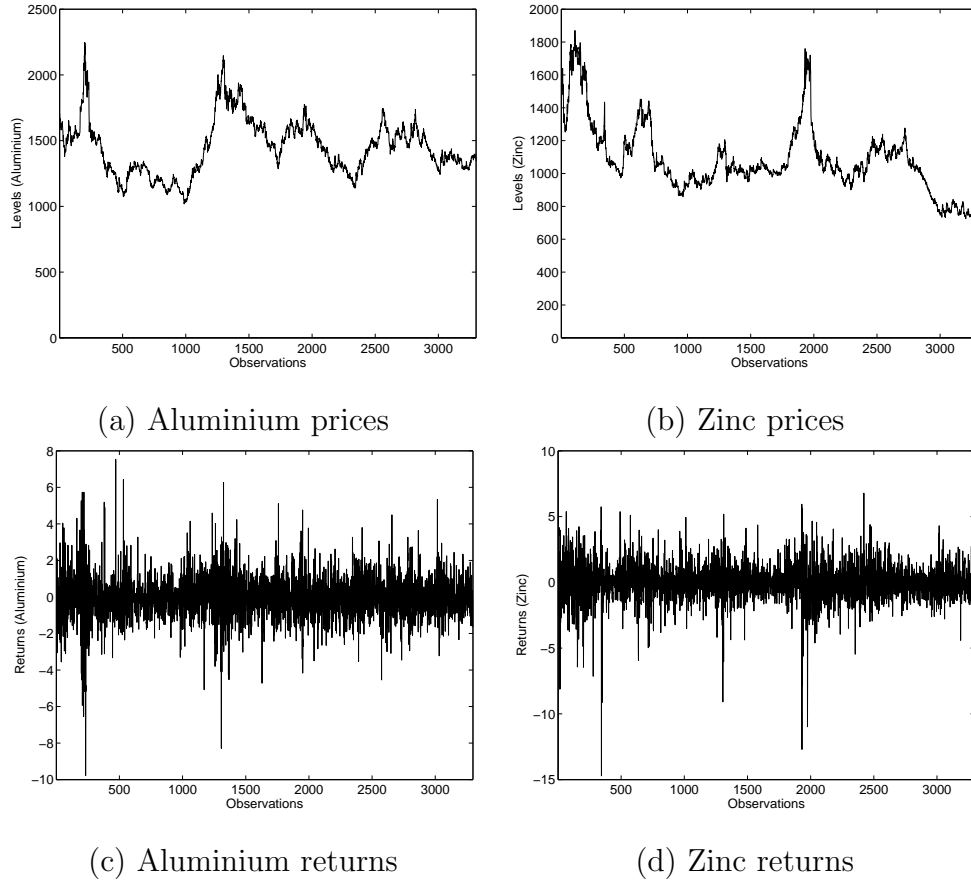 2500
2000
1500
1000
500
0
Levels (Aluminium)
500 1000 1500 2000 2500 3000
Observations
(a) Aluminium prices
2000
1800
1600
1400
1200
1000
800
600
400
200
0
Levels (Zinc)
500 1000 1500 2000 2500 3000
Observations
(b) Zinc prices
8
6
4
2
0
−2
−4
−6
−8
−10
Returns (Aluminium)
500 1000 1500 2000 2500 3000
Observations
(c) Aluminium returns
10
5
0
−5
−10
−15
Returns (Zinc)
500 1000 1500 2000 2500 3000
Observations
(d) Zinc returns